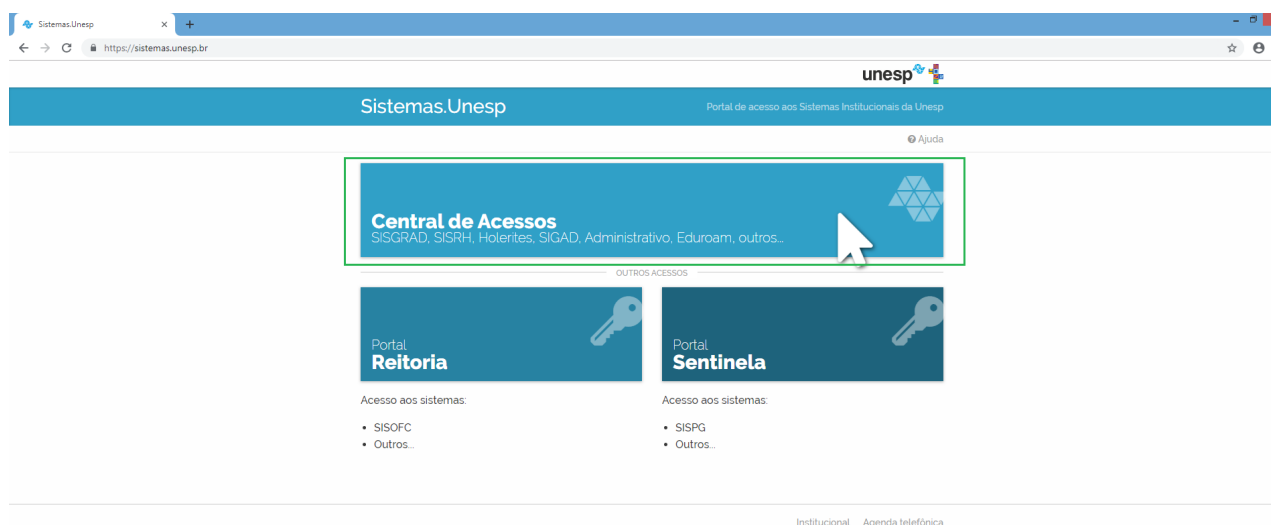 Sistemas.Unesp
https://sistemas.unesp.br
unesp
Sistemas.Unesp
Portal de acesso aos Sistemas Institucionais da Unesp
Ajuda
Central de Acessos
SISGRAD, SISRH, Holerites, SIGAD, Administrativo, Eduroam, outros...
OUTROS ACESSOS
Portal
Reitoria
Acesso aos sistemas:
• SISOFC
• Outros...
Portal
Sentinela
Acesso aos sistemas:
• SISPG
• Outros...
Institucional Agenda telefônica